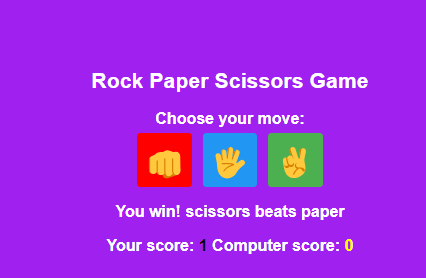 Rock Paper Scissors Game
Choose your move:
You win! scissors beats paper
Your score: 1 Computer score: 0